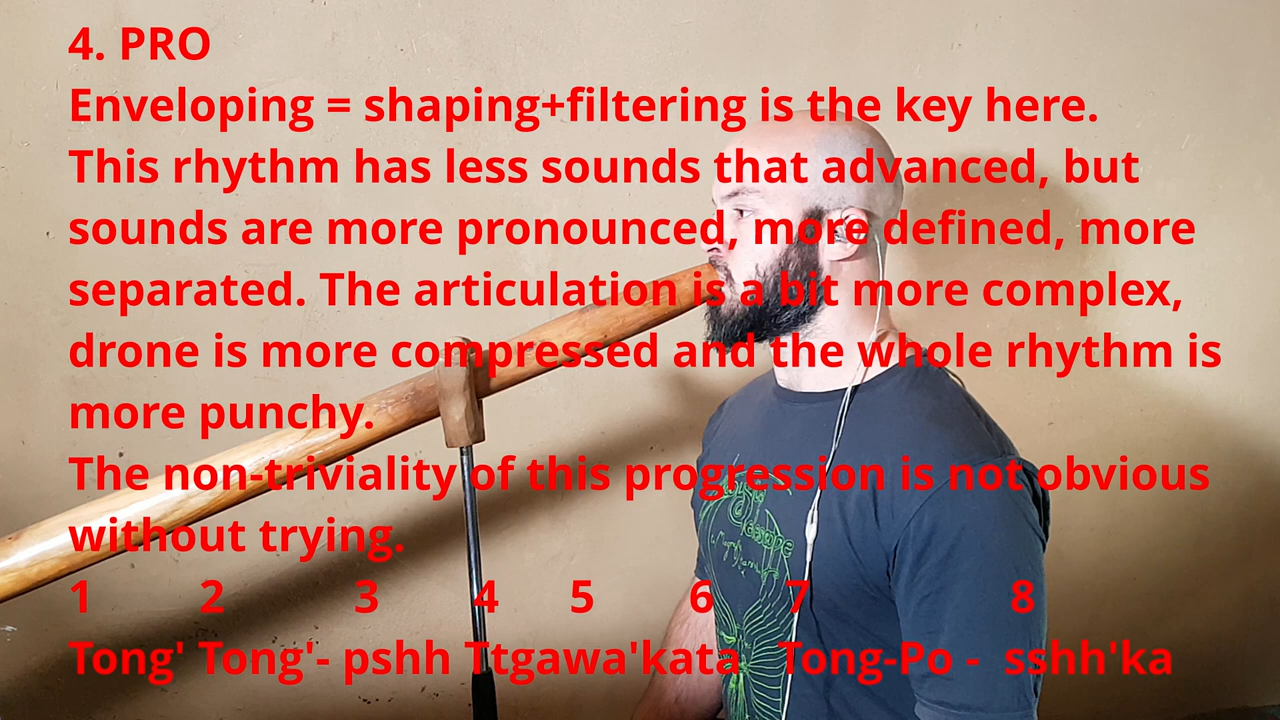 4. PRO
Enveloping = shaping+filtering is the key here.
This rhythm has less sounds that advanced, but
sounds are more pronounced, more defined, more
separated. The articulation is a bit more complex,
drone is more compressed and the whole rhythm is
more punchy.
The non-triviality of this progression is not obvious
without trying.
1 2 3 4 5 6 7 8
Tong' Tong'- pshh Ttgawa'kata Tong-Po - sshh'ka